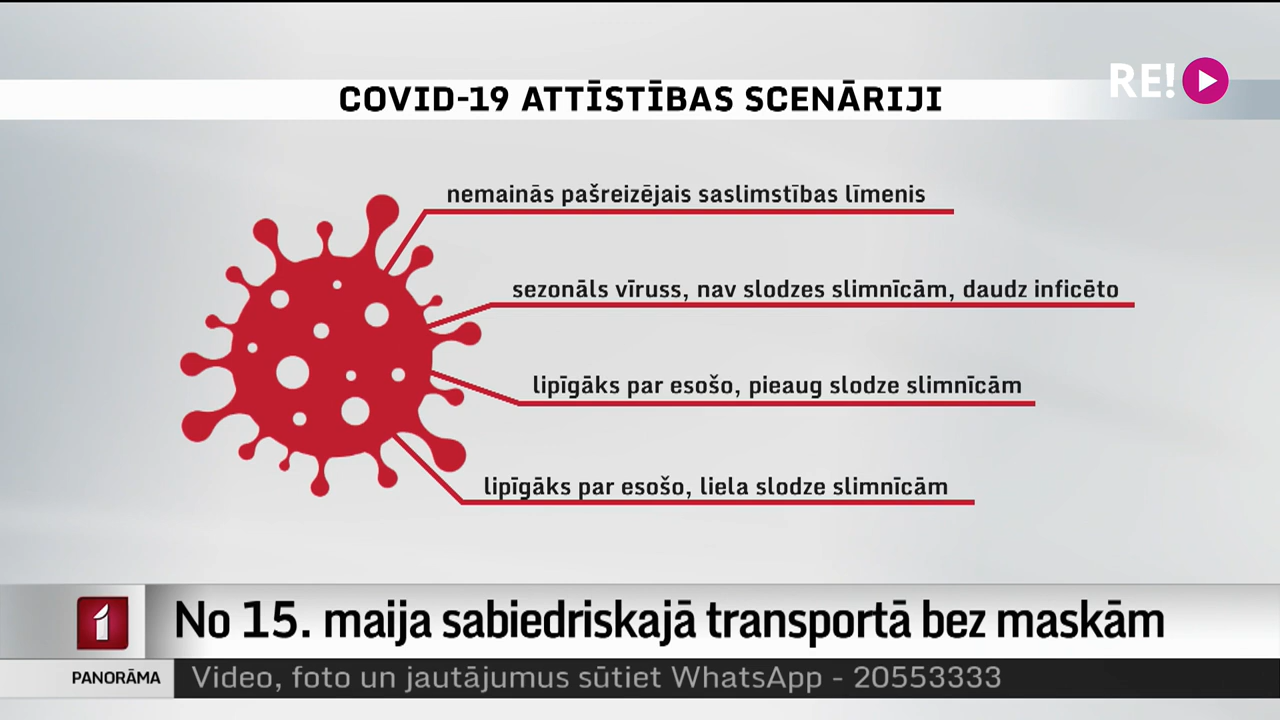 RE!
COVID-19 ATTĪSTĪBAS SCENĀRIJI
nemainās pašreizējais saslimstības līmenis
sezonāls vīruss, nav slodzes slimnīcām, daudz inficēto
lipīgāks par esošo, pieaug slodze slimnīcām
lipīgāks par esošo, liela slodze slimnīcām
1
No 15. maija sabiedriskajā transportā bez maskām
PANORĀMA
Video, foto un jautājumus sūtiet WhatsApp - 20553333